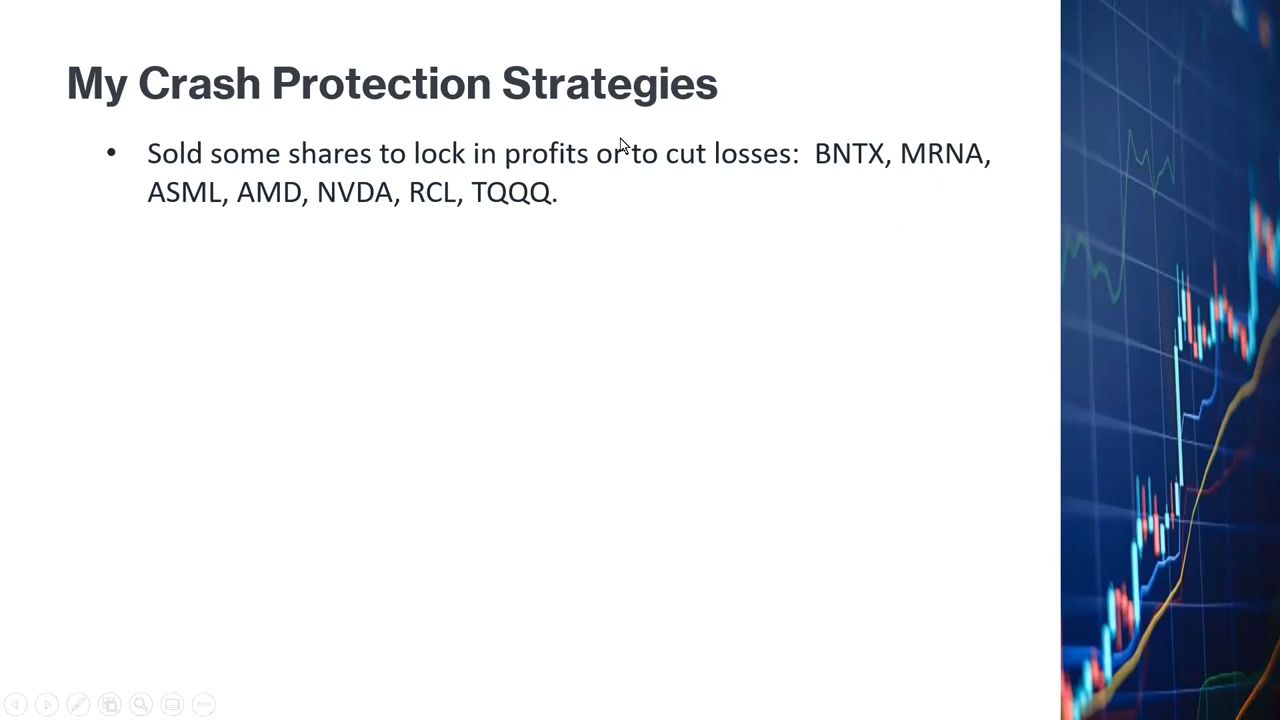 My Crash Protection Strategies
• Sold some shares to lock in profits or to cut losses:  BNTX, MRNA,
ASML, AMD, NVDA, RCL, TQQQ.